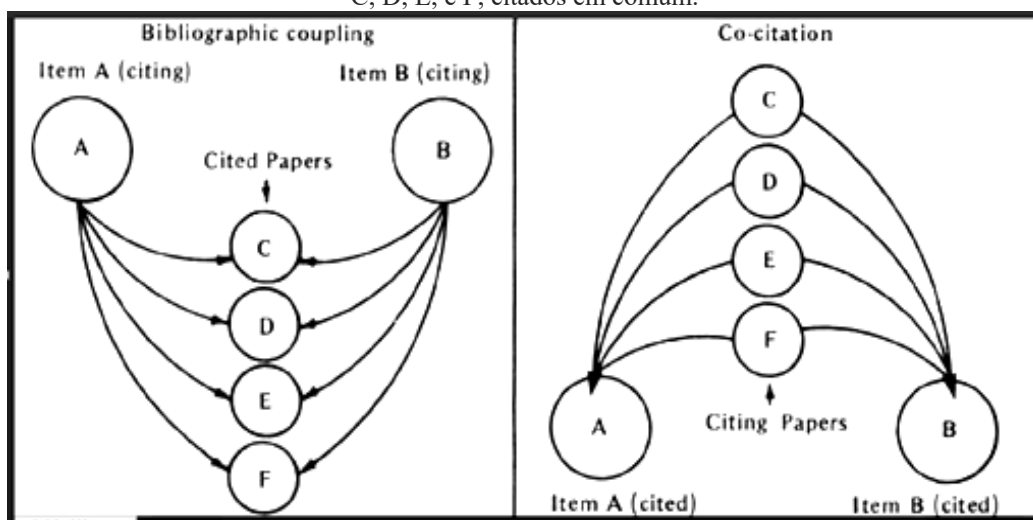 C, D, E, e F, citados em comum.
Bibliographic coupling
Item A (citing)
Item B (citing)
A
B
Cited Papers
C
D
E
F
Co-citation
C
D
E
F
A
Citing Papers
B
Item A (cited)
Item B (cited)